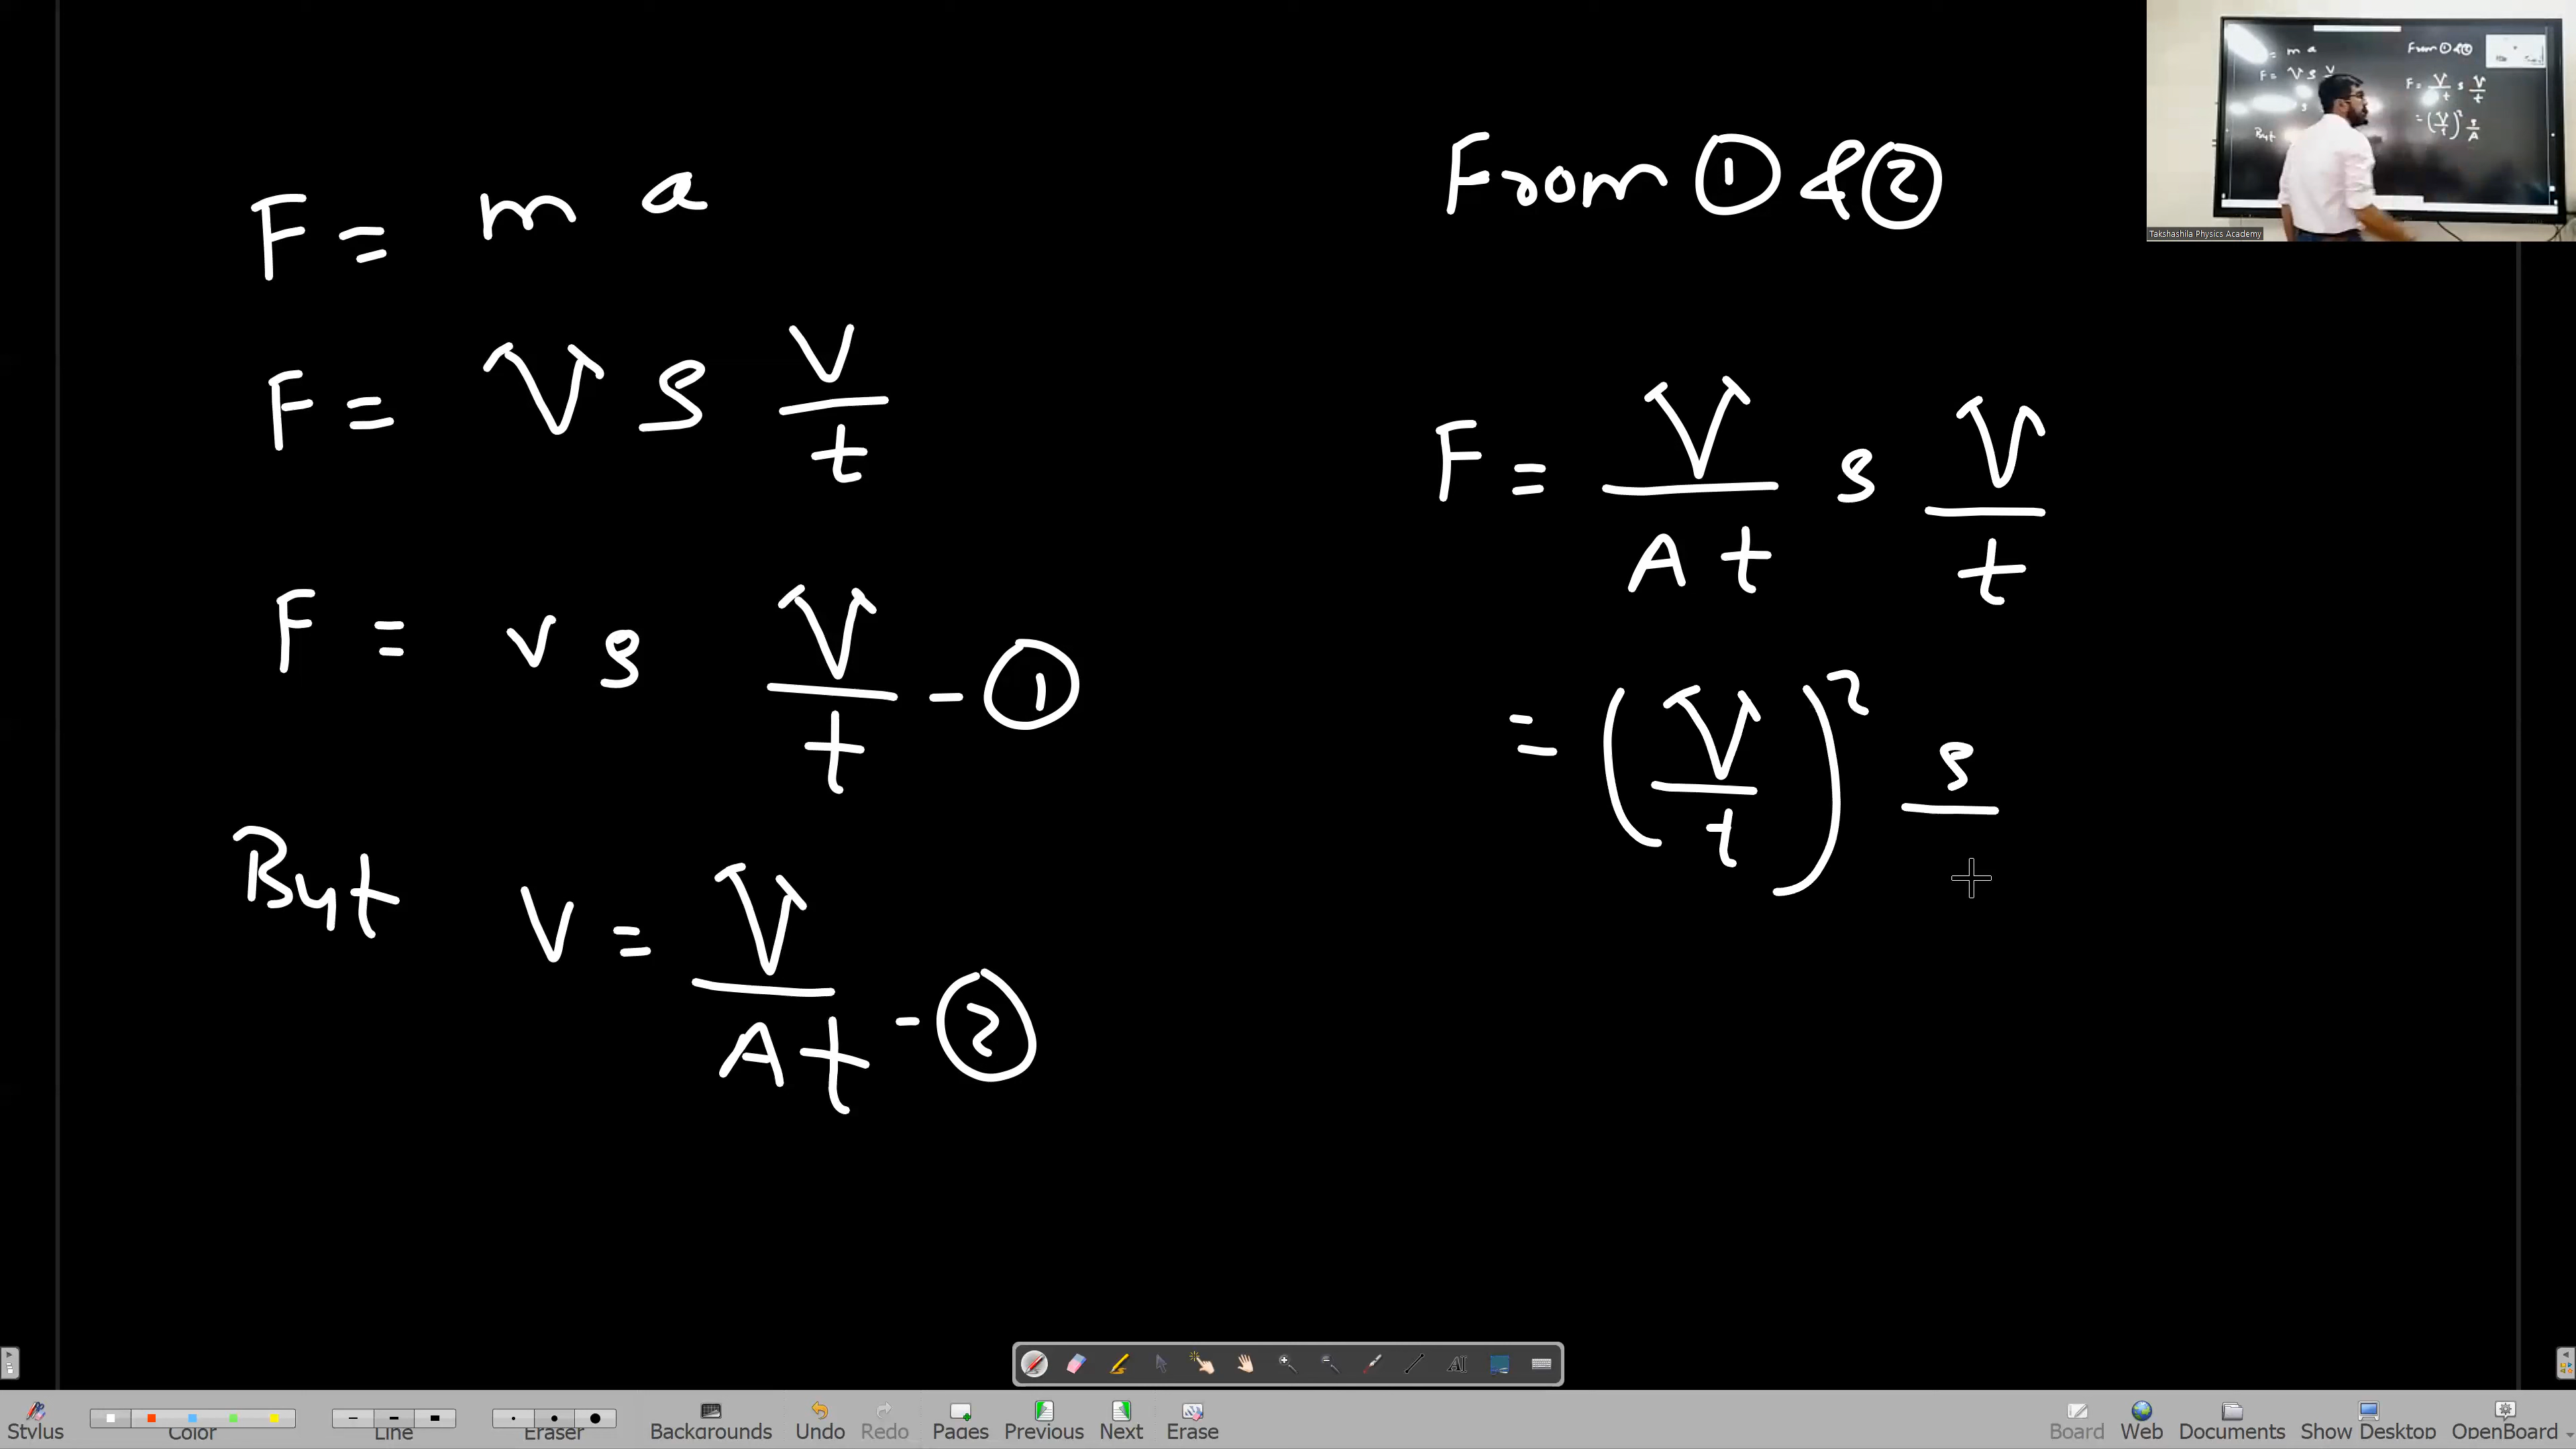 F = m a
F = V ρ v/t
F = v ρ V/t - ①
Byt v = V/At - ②
From ① & ②
F = V/At ρ V/t
= (V/t)² ρ/
Takshashila Physics Academy
Stylus Color Line Eraser Backgrounds Undo Redo Pages Previous Next Erase Board Web Documents Show Desktop OpenBoard